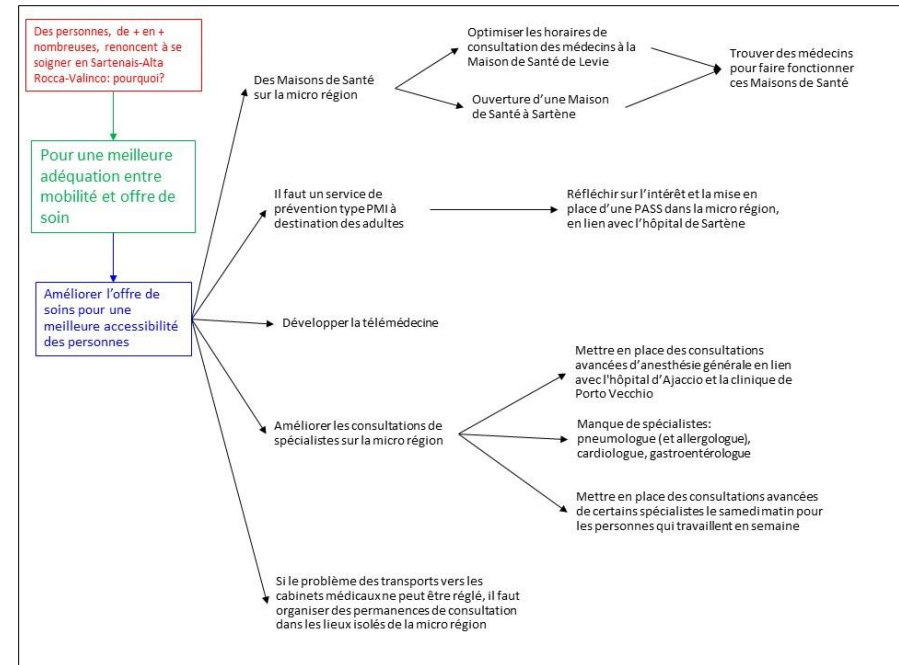 Des personnes, de + en +
nombreuses, renoncent à se
soigner en Sartenais-Alta
Rocca-Valinco: pourquoi?
Pour une meilleure
adéquation entre
mobilité et offre de
soin
Améliorer l'offre de
soins pour une
meilleure accessibilité
des personnes
Des Maisons de Santé
sur la micro région
Optimiser les horaires de
consultation des médecins à la
Maison de Santé de Levie
Ouverture d'une Maison
de Santé à Sartène
Trouver des médecins
pour faire fonctionner
ces Maisons de Santé
Il faut un service de
prévention type PMI à
destination des adultes
Réfléchir sur l'intérêt et la mise en
place d'une PASS dans la micro région,
en lien avec l'hôpital de Sartène
Développer la télémédecine
Améliorer les consultations de
spécialistes sur la micro région
Mettre en place des consultations
avancées d'anesthésie générale en lien
avec l'hôpital d'Ajaccio et la clinique de
Porto Vecchio
Manque de spécialistes:
pneumologue (et allergologue),
cardiologue, gastroentérologue
Mettre en place des consultations avancées
de certains spécialistes le samedi matin pour
les personnes qui travaillent en semaine
Si le problème des transports vers les
cabinets médicaux ne peut être réglé, il faut
organiser des permanences de consultation
dans les lieux isolés de la micro région